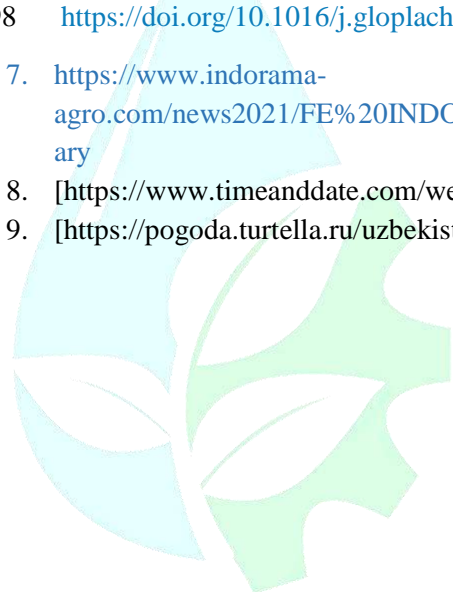 98 https://doi.org/10.1016/j.gloplach
7. https://www.indorama-
agro.com/news2021/FE%20INDO
ary
8. [https://www.timeanddate.com/we
9. [https://pogoda.turtella.ru/uzbekist